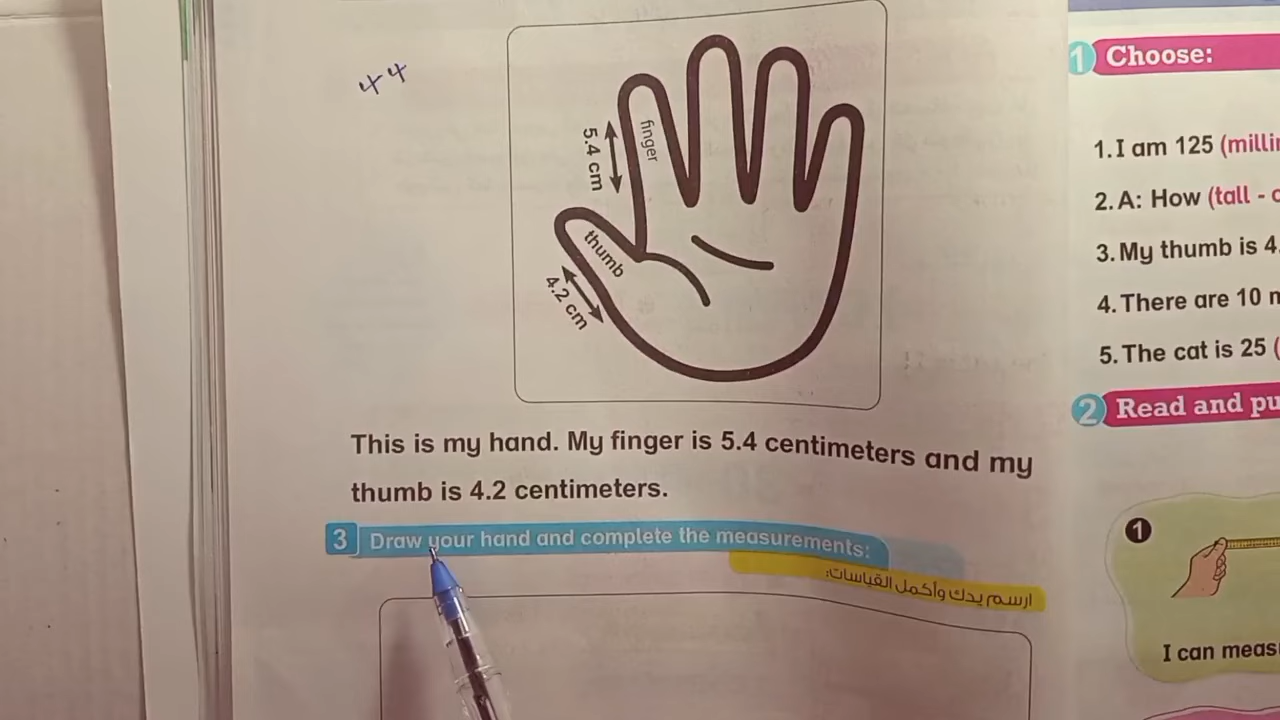 44
5.4 cm
finger
thumb
4.2 cm
This is my hand. My finger is 5.4 centimeters and my
thumb is 4.2 centimeters.
3 Draw your hand and complete the measurements:
ارسم يدك وأكمل القياسات:
1 Choose:
1. I am 125
2. A: How (tall -
3. My thumb is 4.
4. There are 10
5. The cat is 25 (
2 Read and
1
I can